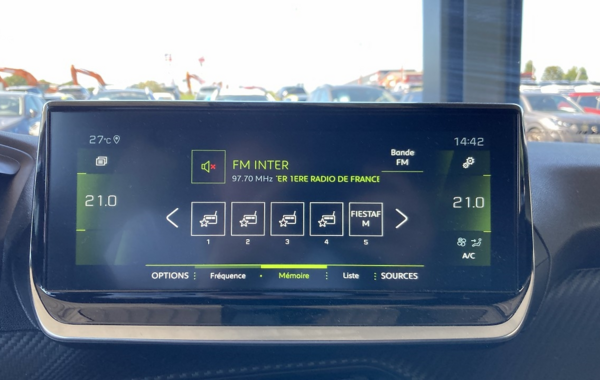 27°C
14:42
Bande
FM
FM INTER
97.70 MHz 'ER 1ERE RADIO DE FRANCE
21.0
21.0
FIESTAF
M
1 2 3 4 5
A/C
OPTIONS Fréquence Mémoire Liste SOURCES